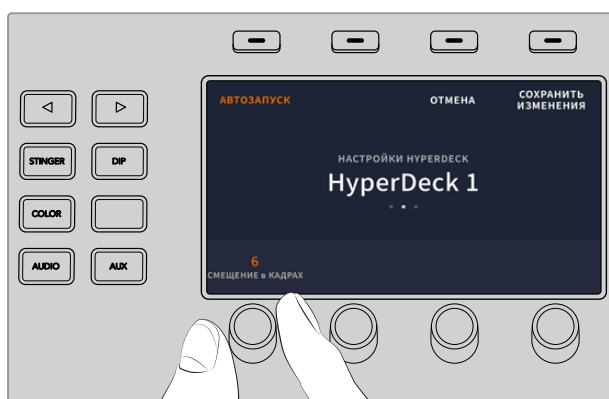 АВТОЗАПУСК
ОТМЕНА
СОХРАНИТЬ
ИЗМЕНЕНИЯ
STINGER
DIP
НАСТРОЙКИ HYPERDECK
HyperDeck 1
COLOR
AUDIO
AUX
6
СМЕЩЕНИЕ в КАДРАХ